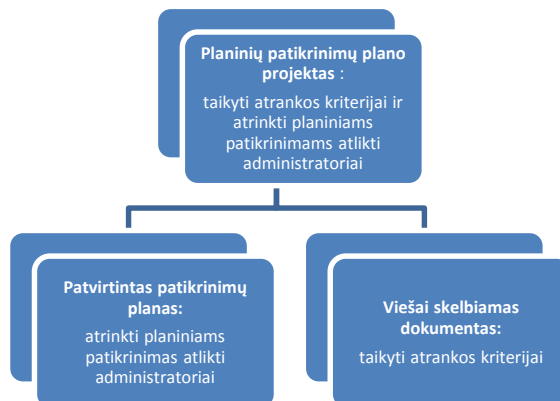 Planinių patikrinimų plano
projektas :
taikyti atrankos kriterijai ir
atrinkti planiniams
patikrinimams atlikti
administratoriai
Patvirtintas patikrinimų
planas:
atrinkti planiniams
patikrinimas atlikti
administratoriai
Viešai skelbiamas
dokumentas:
taikyti atrankos kriterijai